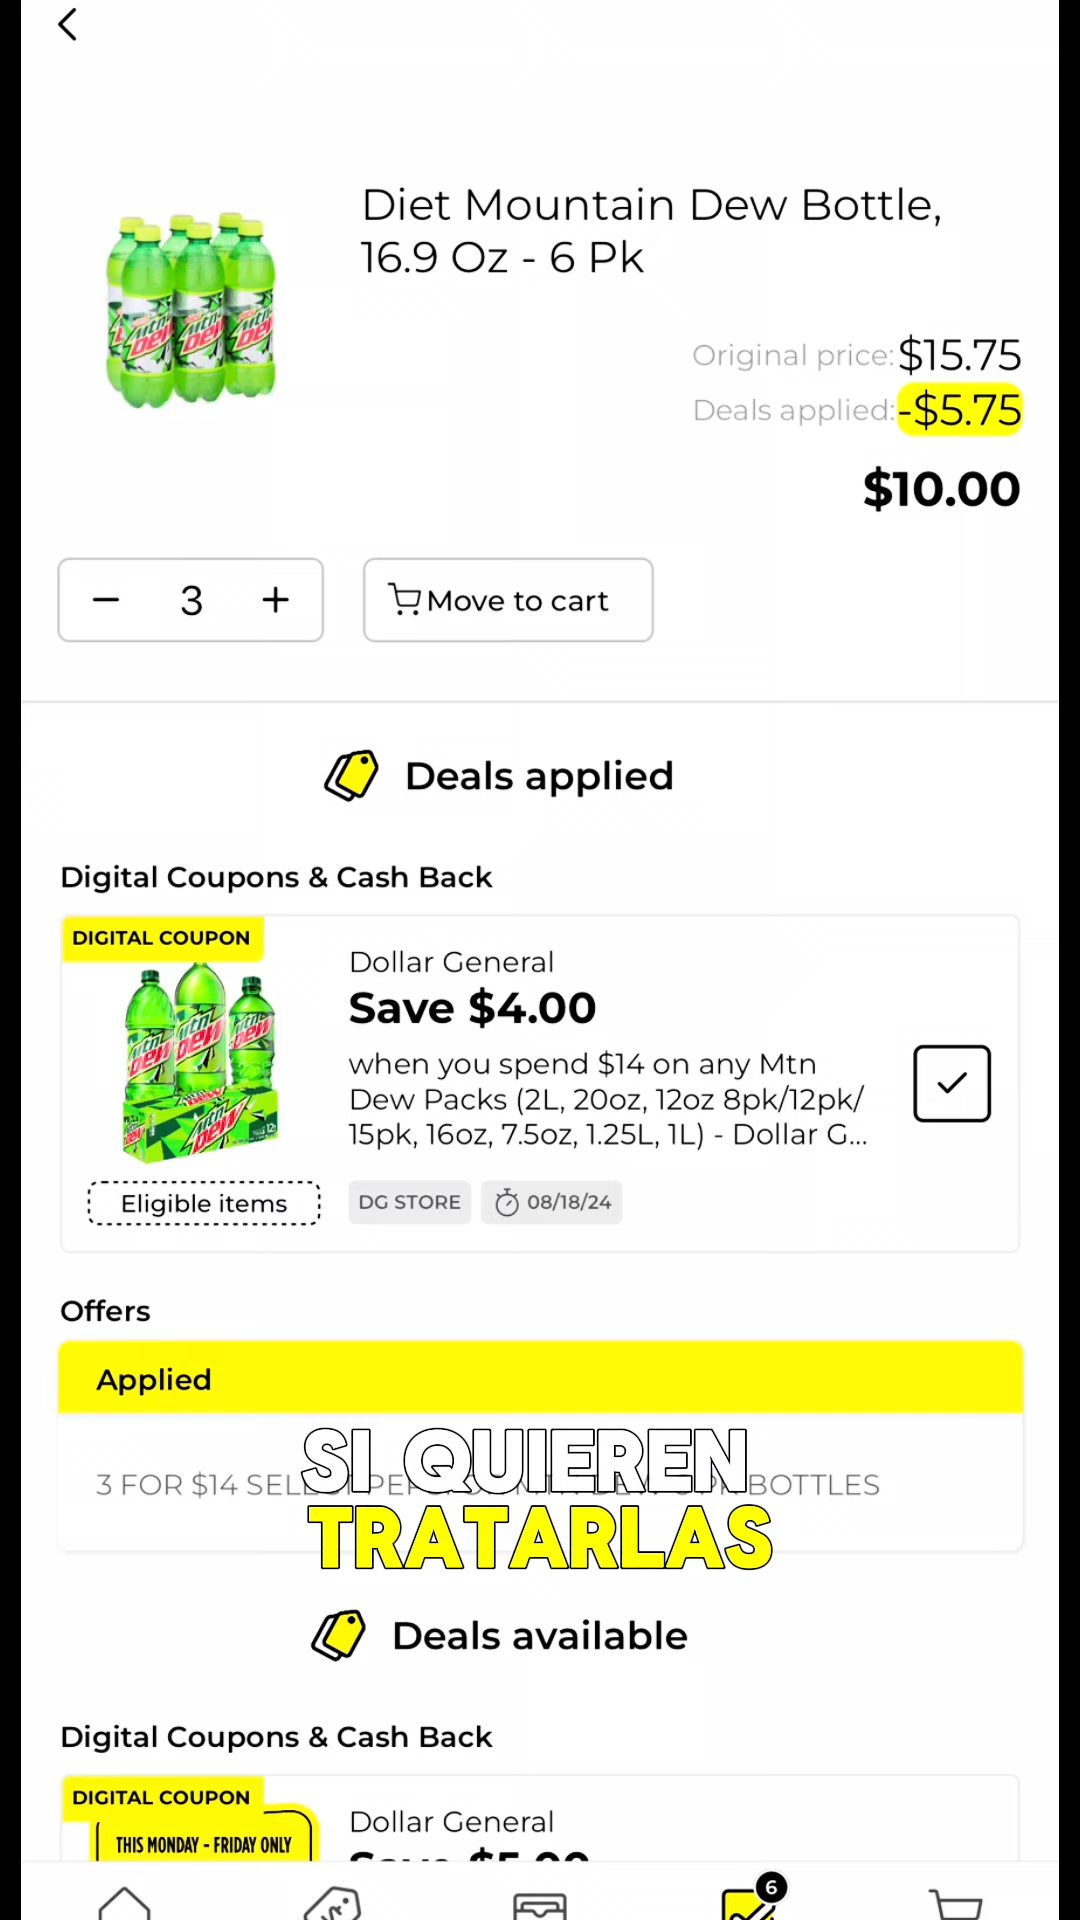 Diet Mountain Dew Bottle,
16.9 Oz - 6 Pk
Original price: $15.75
Deals applied: -$5.75
$10.00
3
Move to cart
Deals applied
Digital Coupons & Cash Back
DIGITAL COUPON
Dollar General
Save $4.00
when you spend $14 on any Mtn
Dew Packs (2L, 20oz, 12oz 8pk/12pk/
15pk, 16oz, 7.5oz, 1.25L, 1L) - Dollar G...
Eligible items
DG STORE
08/18/24
Offers
Applied
SI QUIEREN
3 FOR $14 BOTTLES
TRATARLAS
Deals available
Digital Coupons & Cash Back
DIGITAL COUPON
THIS MONDAY - FRIDAY ONLY
Dollar General
6